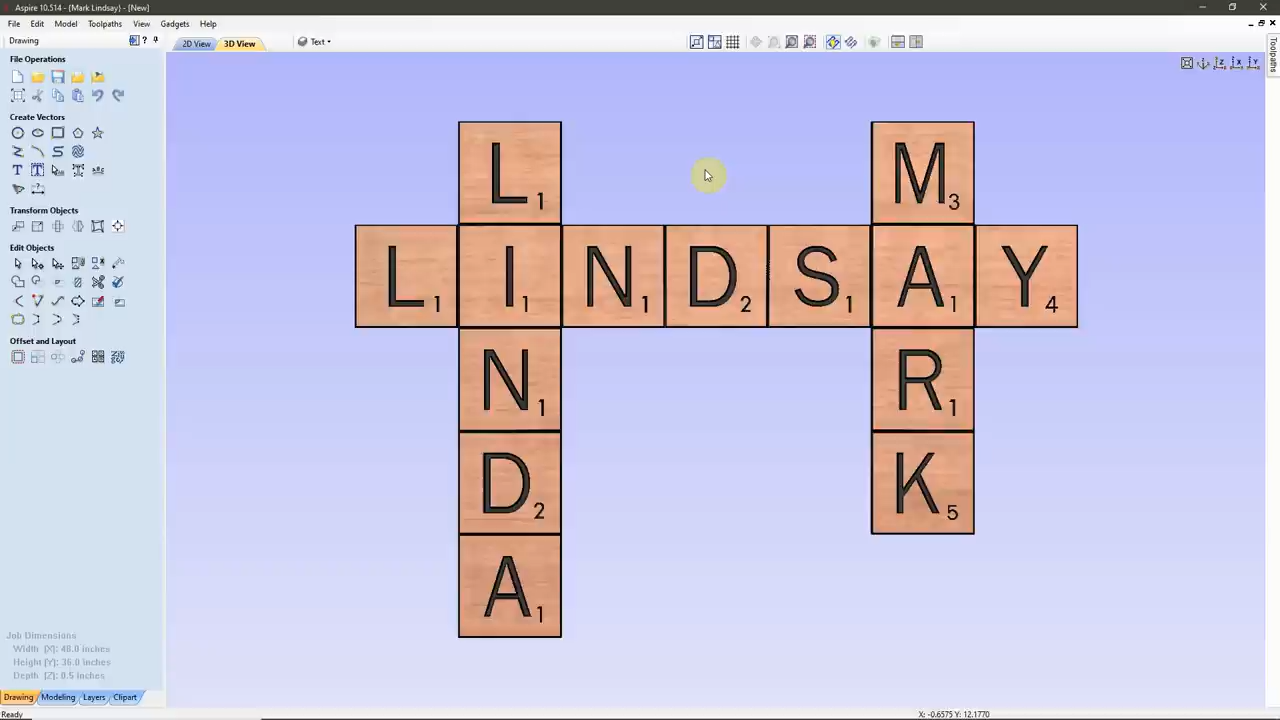 Aspire 10.514 - {Mark Lindsay} - [New]
File Edit Model Toolpaths View Gadgets Help
Drawing
2D View 3D View Text
Toolpaths
File Operations
Create Vectors
Transform Objects
Edit Objects
Offset and Layout
L1 M3
L1 I1 N1 D2 S1 A1 Y4
N1 R1
D2 K5
A1
Job Dimensions
Width (X): 48.0 inches
Height (Y): 36.0 inches
Depth (Z): 0.5 inches
Drawing Modeling Layers Clipart
Ready X: -0.6575 Y: 12.1770